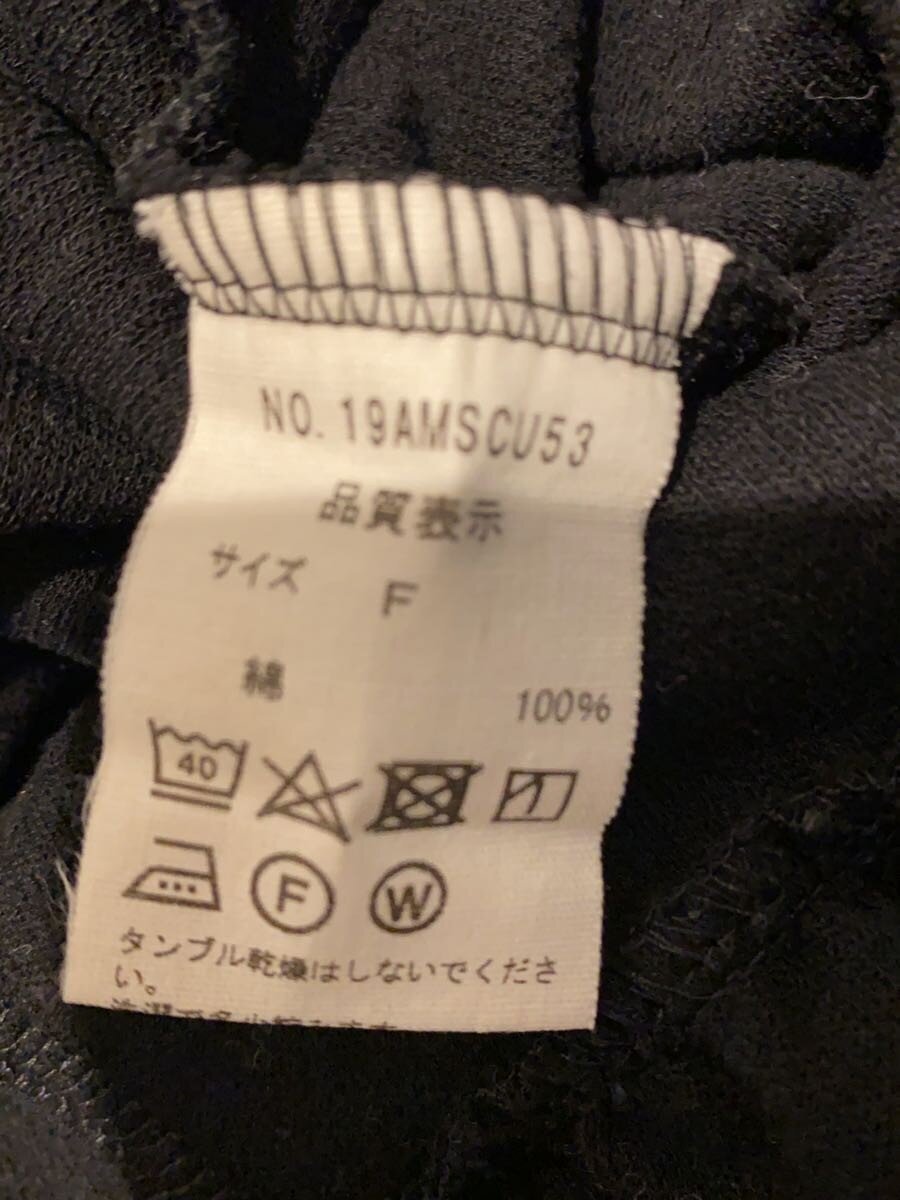 NO. 19AMSCU53
品質表示
サイズ F
綿 100%
40
F W
タンブル乾燥はしないでくださ
い。